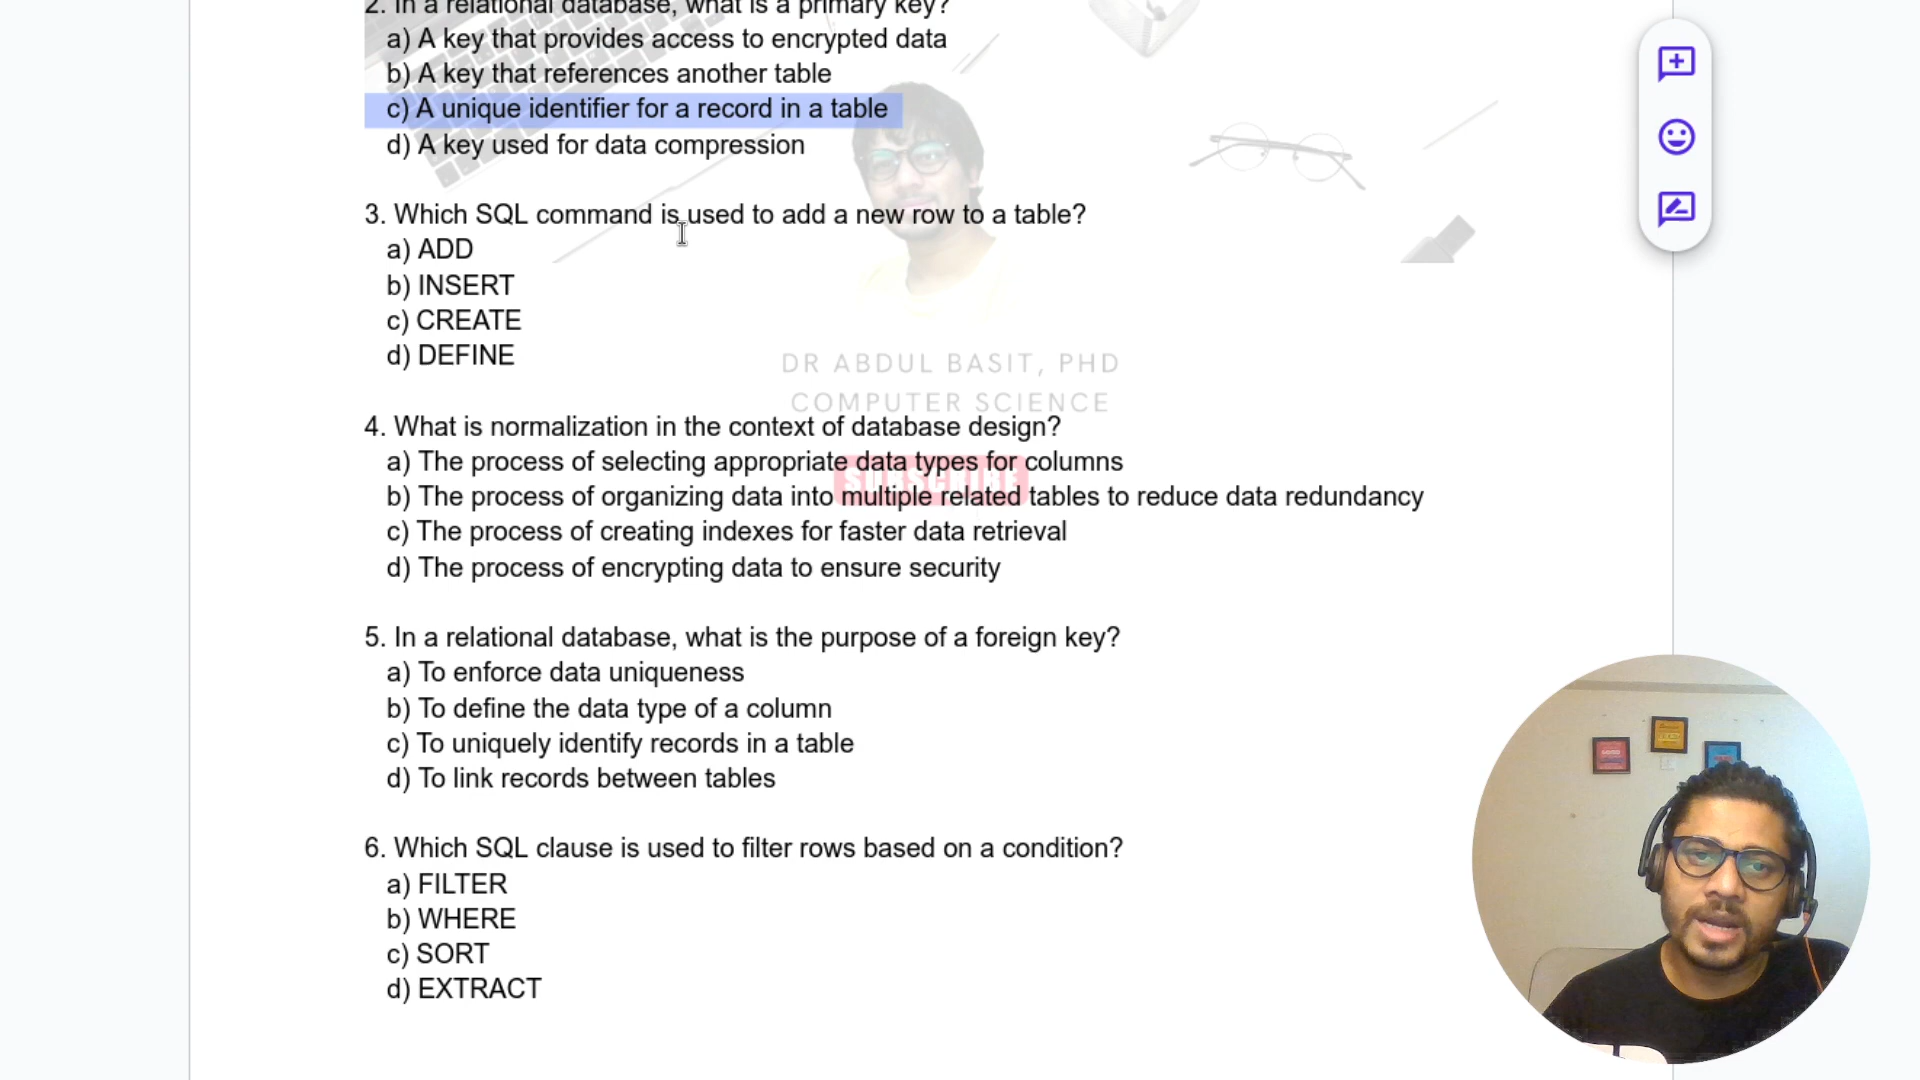 2. In a relational database, what is a primary key?
a) A key that provides access to encrypted data
b) A key that references another table
c) A unique identifier for a record in a table
d) A key used for data compression
3. Which SQL command is used to add a new row to a table?
a) ADD
b) INSERT
c) CREATE
d) DEFINE
DR ABDUL BASIT, PHD
COMPUTER SCIENCE
4. What is normalization in the context of database design?
a) The process of selecting appropriate data types for columns
SUBSCRIBE
b) The process of organizing data into multiple related tables to reduce data redundancy
c) The process of creating indexes for faster data retrieval
d) The process of encrypting data to ensure security
5. In a relational database, what is the purpose of a foreign key?
a) To enforce data uniqueness
b) To define the data type of a column
c) To uniquely identify records in a table
d) To link records between tables
6. Which SQL clause is used to filter rows based on a condition?
a) FILTER
b) WHERE
c) SORT
d) EXTRACT